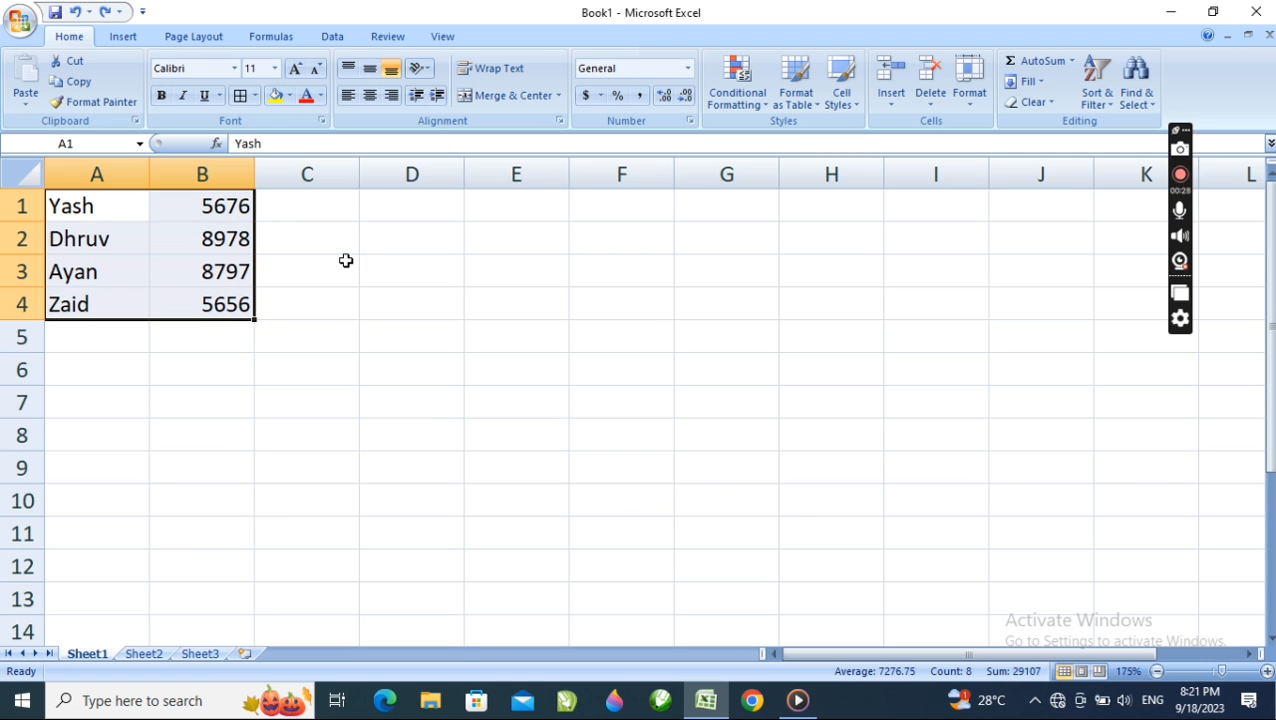 Book1 - Microsoft Excel
Home Insert Page Layout Formulas Data Review View
Paste
Cut
Copy
Format Painter
Clipboard
Calibri 11
Font
Wrap Text
Merge & Center
Alignment
General
$ % ,
Number
Conditional Formatting
Format as Table
Cell Styles
Styles
Insert Delete Format
Cells
Σ AutoSum
Fill
Clear
Sort & Filter
Find & Select
Editing
A1 fx Yash
A B C D E F G H I J K L
1 Yash 5676
2 Dhruv 8978
3 Ayan 8797
4 Zaid 5656
5
6
7
8
9
10
11
12
13
14
00:28
Activate Windows
Go to Settings to activate Windows.
Sheet1 Sheet2 Sheet3
Ready Average: 7276.75 Count: 8 Sum: 29107 175%
Type here to search 28°C ENG 8:21 PM
9/18/2023